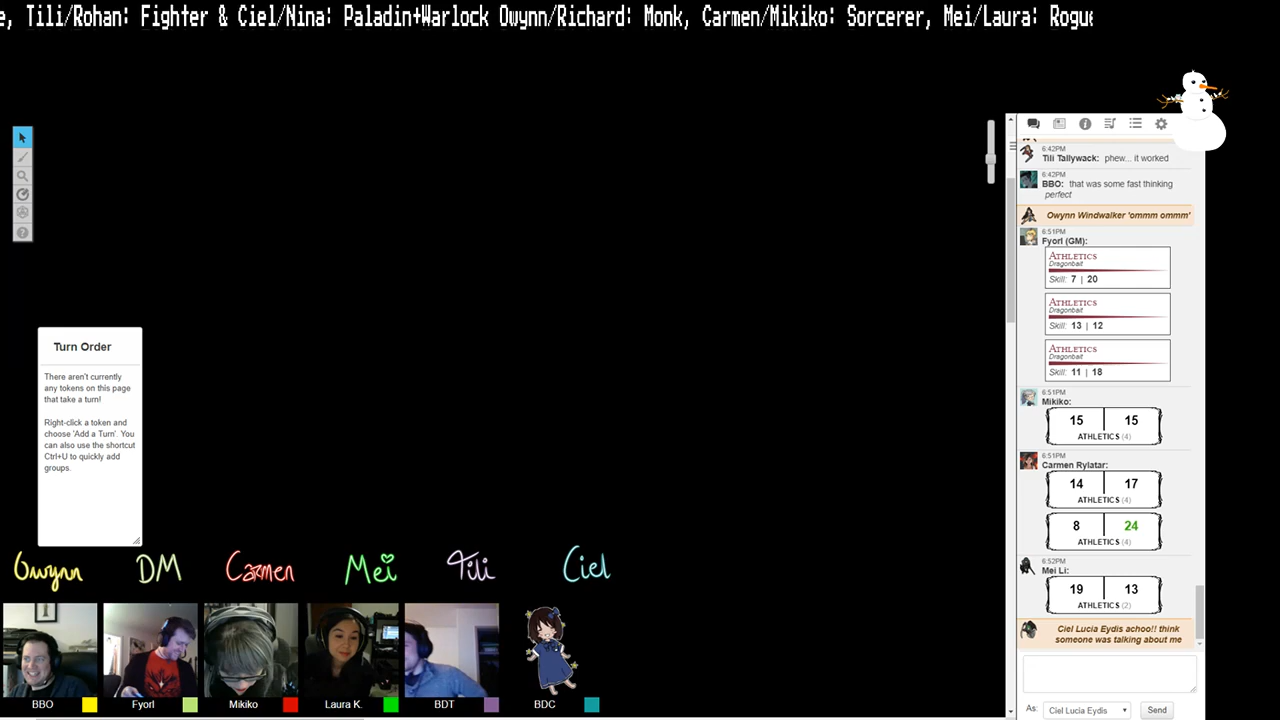 e, Tili/Rohan: Fighter & Ciel/Nina: Paladin+Warlock Owynn/Richard: Monk, Carmen/Mikiko: Sorcerer, Mei/Laura: Rogue
6:42PM
Tili Tallywack: phew... it worked
6:42PM
BBO: that was some fast thinking
perfect
Owynn Windwalker 'ommm ommm'
6:51PM
Fyorl (GM):
ATHLETICS
Dragonbait
Skill: 7 | 20
ATHLETICS
Dragonbait
Skill: 13 | 12
ATHLETICS
Dragonbait
Skill: 11 | 18
6:51PM
Mikiko:
15 15
ATHLETICS (4)
6:51PM
Carmen Rylatar:
14 17
ATHLETICS (4)
8 24
ATHLETICS (4)
6:52PM
Mei Li:
19 13
ATHLETICS (2)
Ciel Lucia Eydis achoo!! think
someone was talking about me
As: Ciel Lucia Eydis Send
Turn Order
There aren't currently
any tokens on this page
that take a turn!
Right-click a token and
choose 'Add a Turn'. You
can also use the shortcut
Ctrl+U to quickly add
groups.
Owynn DM Carmen Mei Tili Ciel
BBO Fyorl Mikiko Laura K. BDT BDC